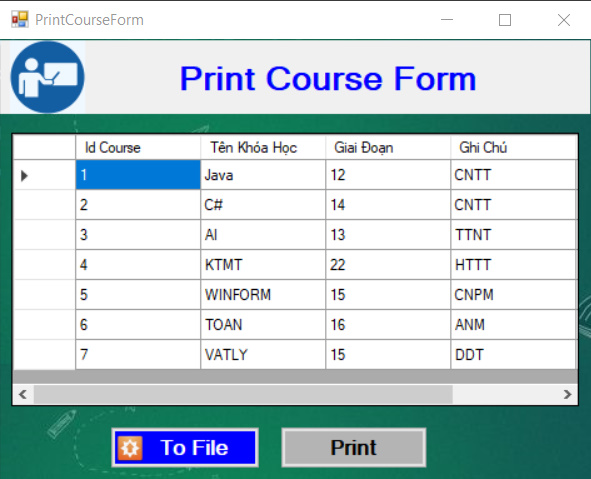 PrintCourseForm
Print Course Form
Id Course Tên Khóa Học Giai Đoạn Ghi Chú
1 Java 12 CNTT
2 C# 14 CNTT
3 AI 13 TTNT
4 KTMT 22 HTTT
5 WINFORM 15 CNPM
6 TOAN 16 ANM
7 VATLY 15 DDT
To File Print